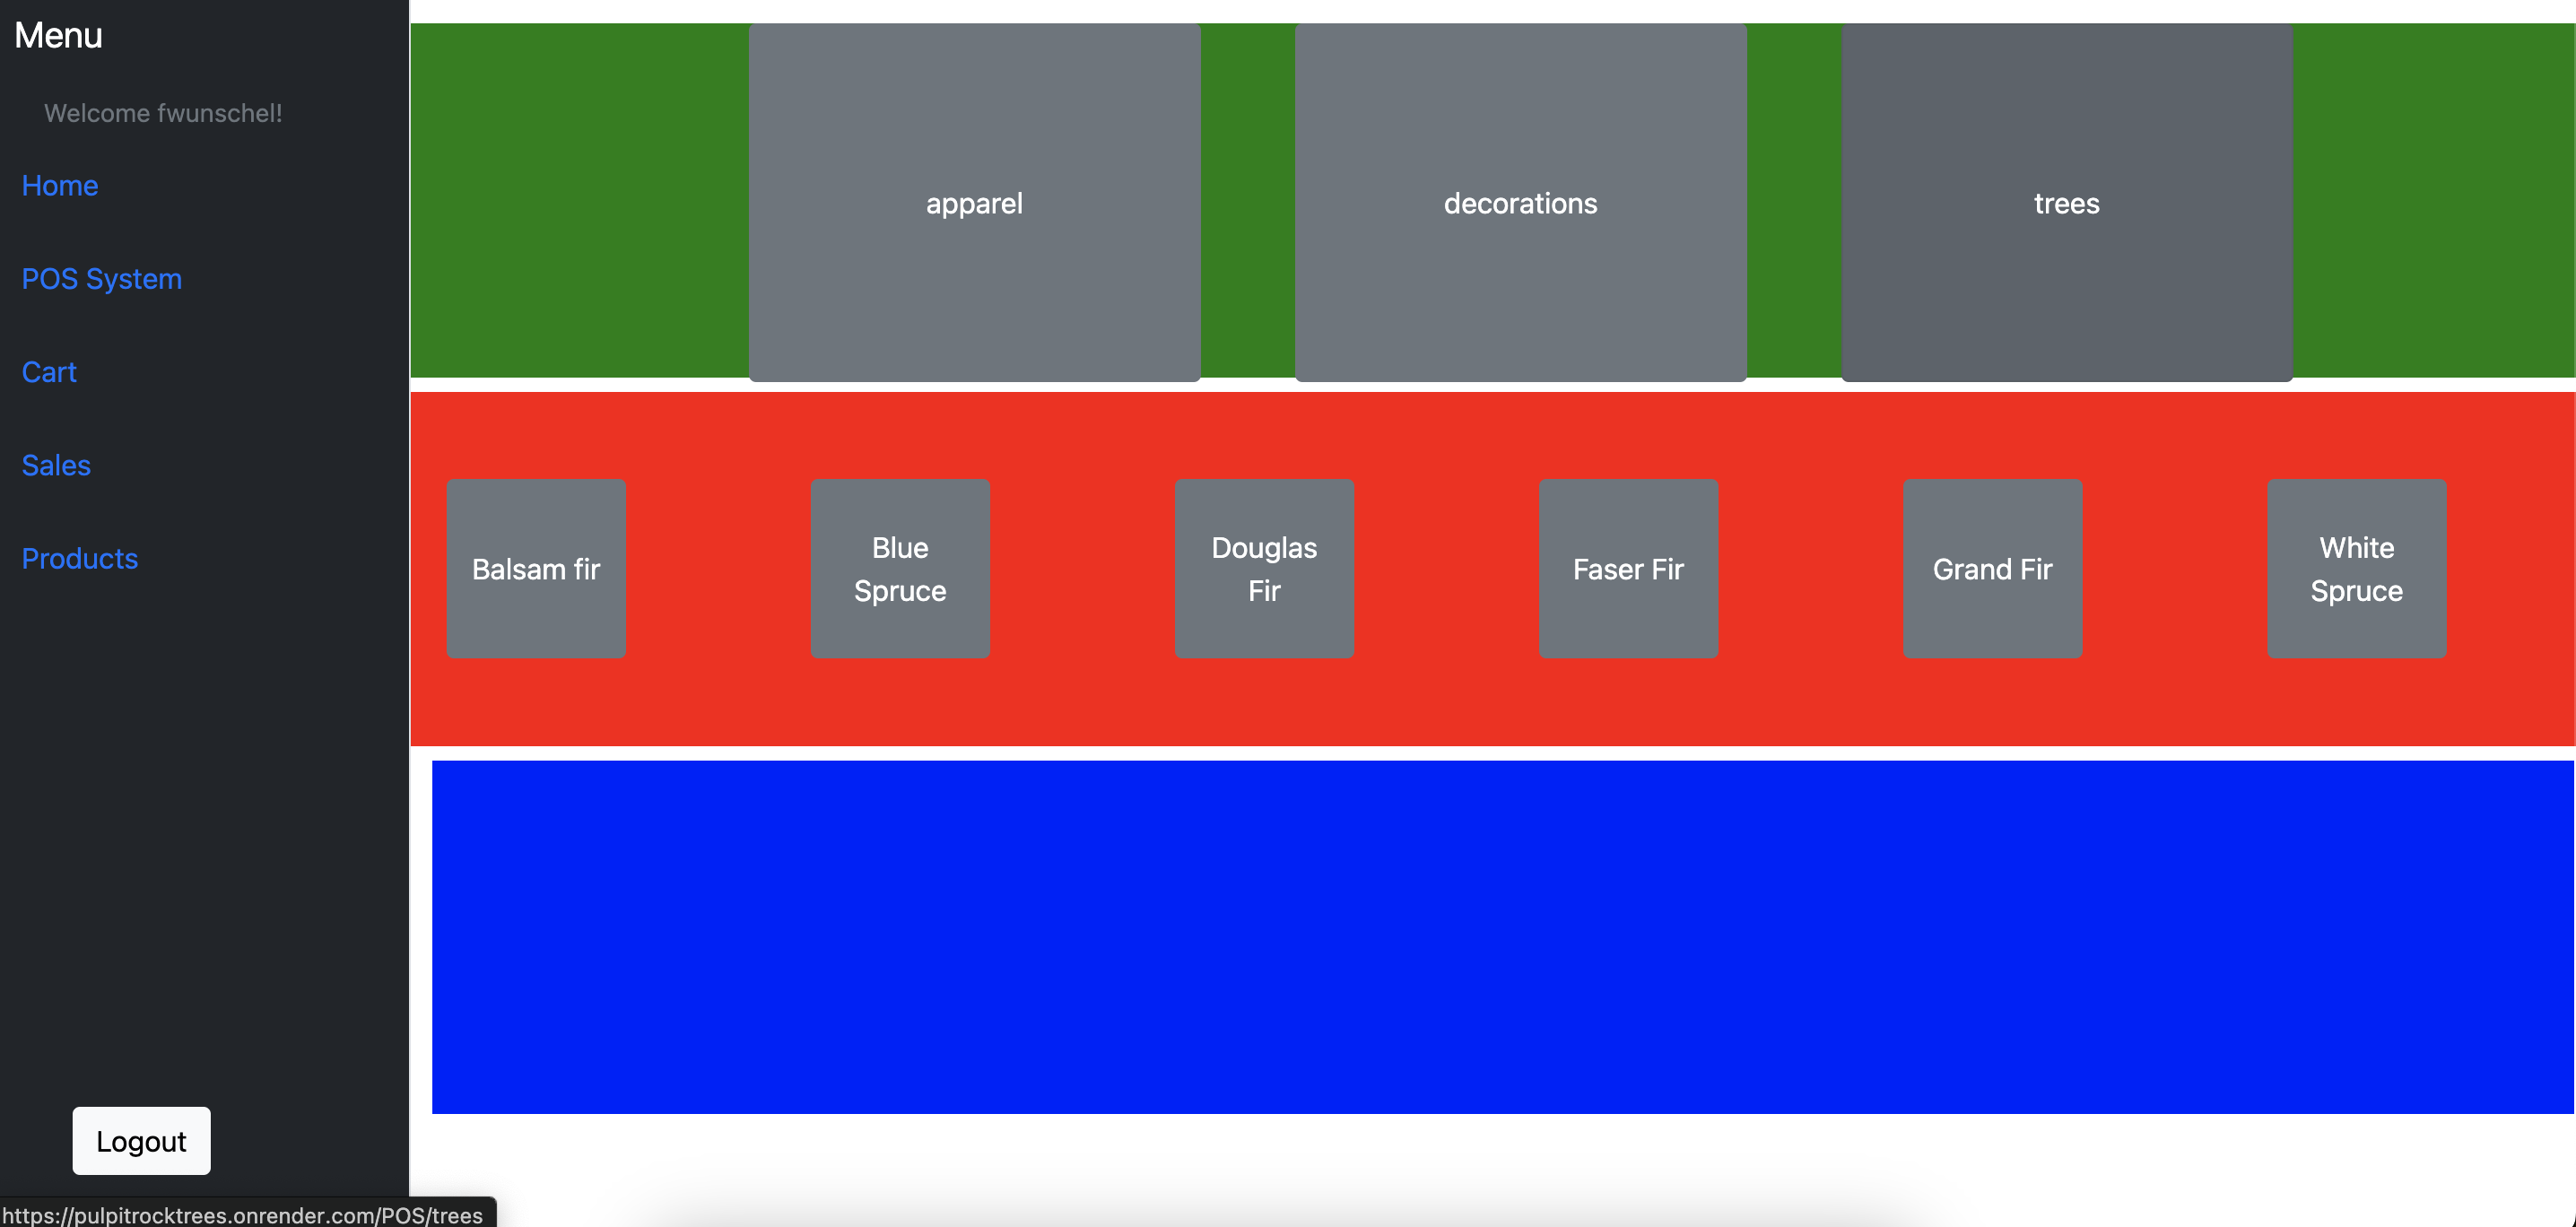 Menu
Welcome fwunschel!
Home
POS System
Cart
Sales
Products
Logout
apparel
decorations
trees
Balsam fir
Blue
Spruce
Douglas
Fir
Faser Fir
Grand Fir
White
Spruce
https://pulpitrocktrees.onrender.com/POS/trees